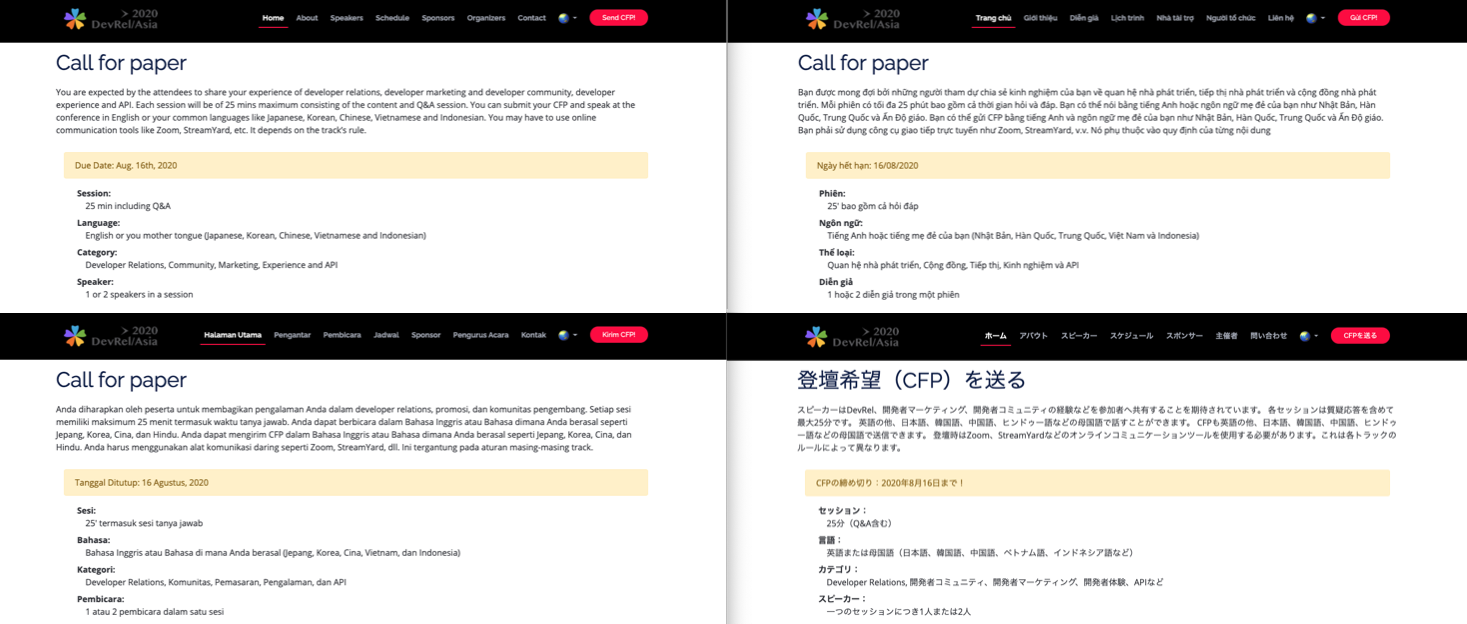 > 2020
DevRel/Asia
Home About Speakers Schedule Sponsors Organizers Contact Send CFP!
Call for paper
You are expected by the attendees to share your experience of developer relations, developer marketing and developer community, developer
experience and API. Each session will be of 25 mins maximum consisting of the content and Q&A session. You can submit your CFP and speak at the
conference in English or your common languages like Japanese, Korean, Chinese, Vietnamese and Indonesian. You may have to use online
communication tools like Zoom, StreamYard, etc. It depends on the track's rule.
Due Date: Aug. 16th, 2020
Session:
25 min including Q&A
Language:
English or you mother tongue (Japanese, Korean, Chinese, Vietnamese and Indonesian)
Category:
Developer Relations, Community, Marketing, Experience and API
Speaker:
1 or 2 speakers in a session
> 2020
DevRel/Asia
Trang chủ Giới thiệu Diễn giả Lịch trình Nhà tài trợ Người tổ chức Liên hệ Gửi CFP!
Call for paper
Bạn được mong đợi bởi những người tham dự chia sẻ kinh nghiệm của bạn về quan hệ nhà phát triển, tiếp thị nhà phát triển và cộng đồng nhà phát
triển. Mỗi phiên có tối đa 25 phút bao gồm cả thời gian hỏi và đáp. Bạn có thể nói bằng tiếng Anh hoặc ngôn ngữ mẹ đẻ của bạn như Nhật Bản, Hàn
Quốc, Trung Quốc và Ấn Độ giáo. Bạn có thể gửi CFP bằng tiếng Anh và ngôn ngữ mẹ đẻ của bạn như Nhật Bản, Hàn Quốc, Trung Quốc và Ấn Độ giáo.
Bạn phải sử dụng công cụ giao tiếp trực tuyến như Zoom, StreamYard, v.v. Nó phụ thuộc vào quy định của từng nội dung
Ngày hết hạn: 16/08/2020
Phiên:
25' bao gồm cả hỏi đáp
Ngôn ngữ:
Tiếng Anh hoặc tiếng mẹ đẻ của bạn (Nhật Bản, Hàn Quốc, Trung Quốc, Việt Nam và Indonesia)
Thể loại:
Quan hệ nhà phát triển, Cộng đồng, Tiếp thị, Kinh nghiệm và API
Diễn giả
1 hoặc 2 diễn giả trong một phiên
> 2020
DevRel/Asia
Halaman Utama Pengantar Pembicara Jadwal Sponsor Pengurus Acara Kontak Kirim CFP!
Call for paper
Anda diharapkan oleh peserta untuk membagikan pengalaman Anda dalam developer relations, promosi, dan komunitas pengembang. Setiap sesi
memiliki maksimum 25 menit termasuk waktu tanya jawab. Anda dapat berbicara dalam Bahasa Inggris atau Bahasa dimana Anda berasal seperti
Jepang, Korea, Cina, dan Hindu. Anda dapat mengirim CFP dalam Bahasa Inggris atau Bahasa dimana Anda berasal seperti Jepang, Korea, Cina, dan
Hindu. Anda harus menggunakan alat komunikasi daring seperti Zoom, StreamYard, dll. Ini tergantung pada aturan masing-masing track.
Tanggal Ditutup: 16 Agustus, 2020
Sesi:
25' termasuk sesi tanya jawab
Bahasa:
Bahasa Inggris atau Bahasa di mana Anda berasal (Jepang, Korea, Cina, Vietnam, dan Indonesia)
Kategori:
Developer Relations, Komunitas, Pemasaran, Pengalaman, dan API
Pembicara:
1 atau 2 pembicara dalam satu sesi
> 2020
DevRel/Asia
ホーム アバウト スピーカー スケジュール スポンサー 主催者 問い合わせ CFPを送る
登壇希望（CFP）を送る
スピーカーはDevRel、開発者マーケティング、開発者コミュニティの経験などを参加者へ共有することを期待されています。 各セッションは質疑応答を含めて
最大25分です。 英語の他、日本語、韓国語、中国語、ヒンドゥー語などの母国語で話すことができます。 CFPも英語の他、日本語、韓国語、中国語、ヒンドゥ
ー語などの母国語で送信できます。 登壇時はZoom、StreamYardなどのオンラインコミュニケーションツールを使用する必要があります。これは各トラックの
ルールによって異なります。
CFPの締め切り：2020年8月16日まで！
セッション：
25分（Q&A含む）
言語：
英語または母国語（日本語、韓国語、中国語、ベトナム語、インドネシア語など）
カテゴリ：
Developer Relations, 開発者コミュニティ、開発者マーケティング、開発者体験、APIなど
スピーカー：
一つのセッションにつき1人または2人